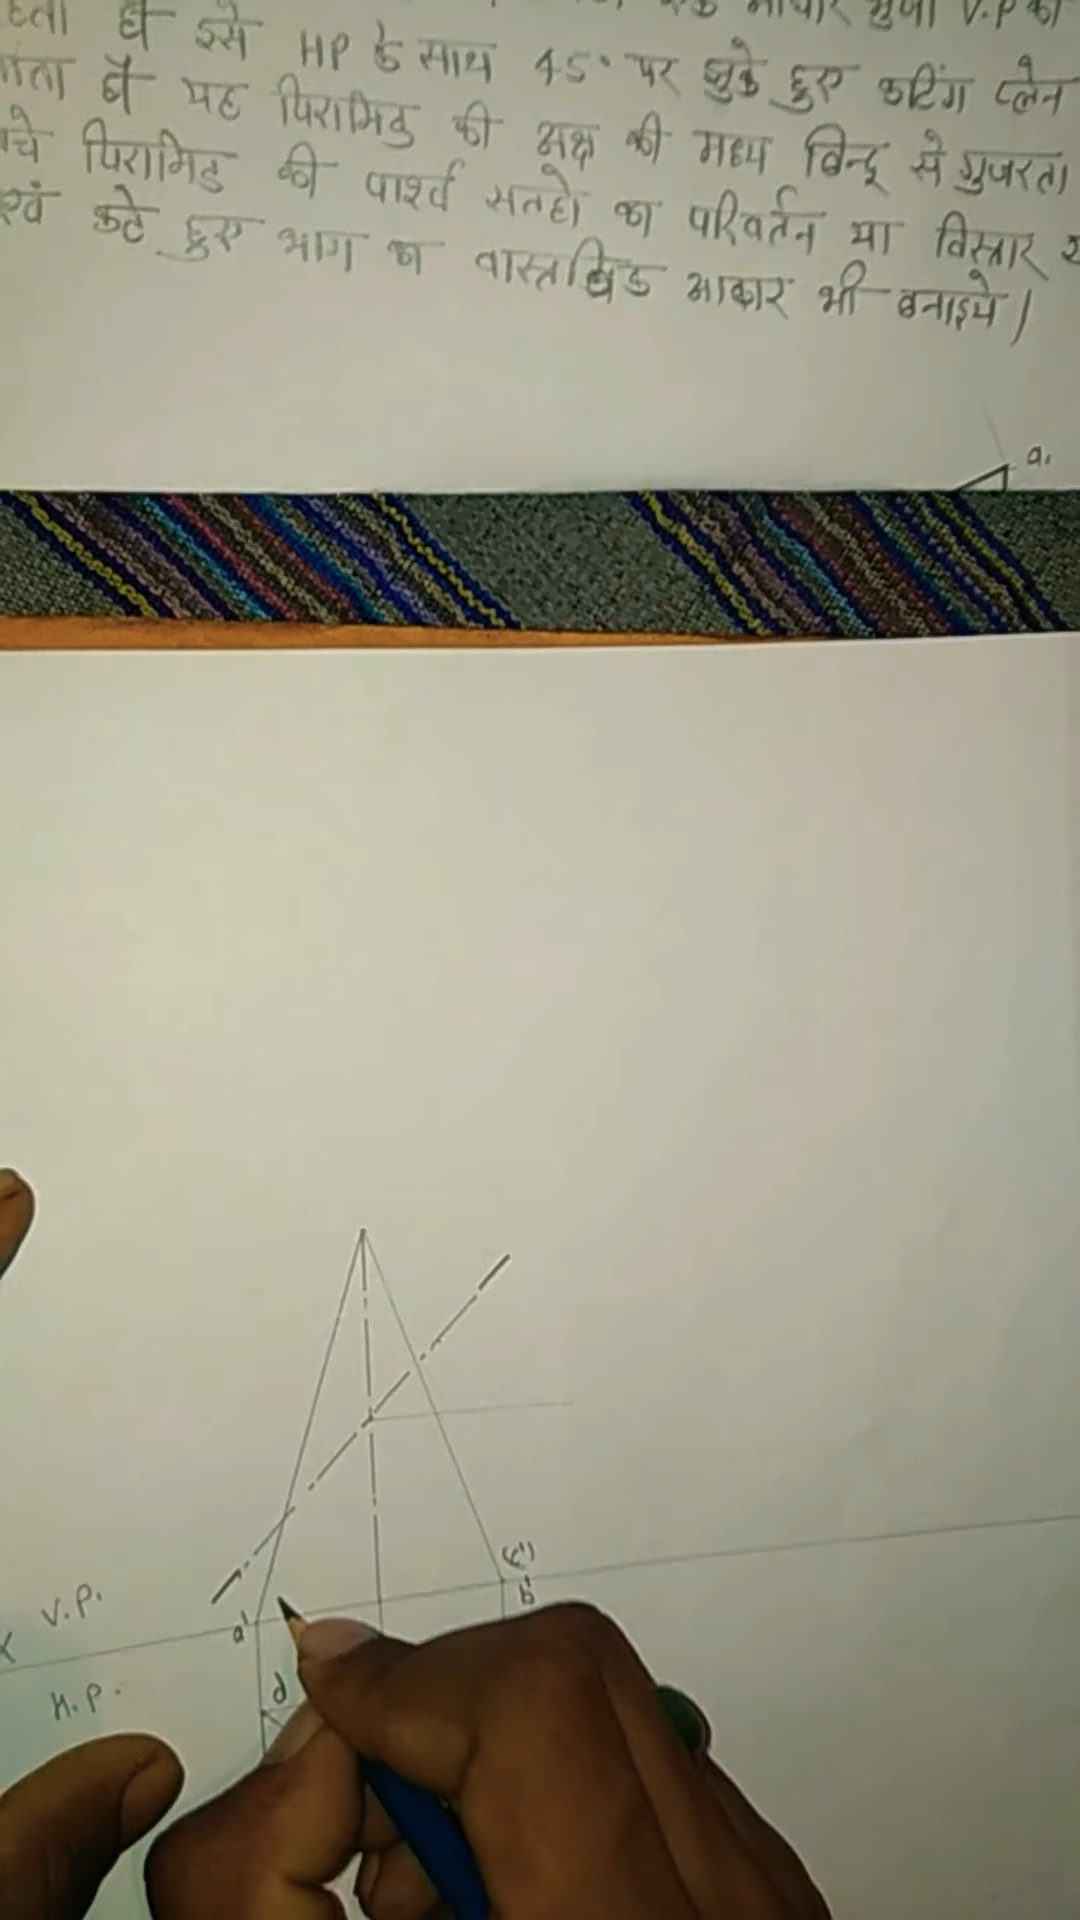 V.P का
घे इसे HP के साथ 45° पर झुके हुए कटिंग प्लेन
है यह पिरामिड की अक्ष की मध्य बिन्दू से गुजरता
पिरामिड की पार्श्व सतहो का परिवर्तन या विस्तार
एवं कटे हुए भाग का वास्तविक आकार भी बनाइये।
a₁
(c')
b'
V.P.
a'
X
d
H.P.